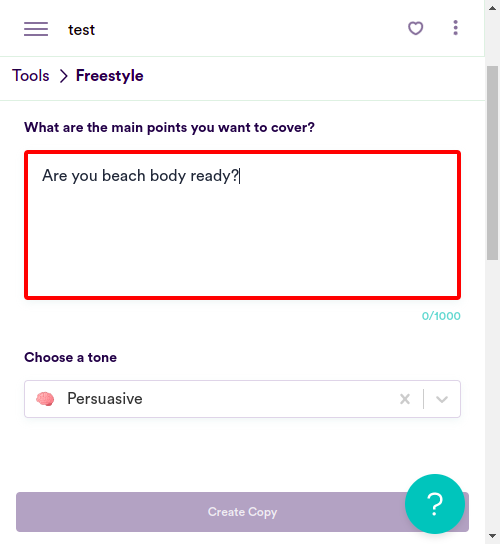 test
Tools > Freestyle
What are the main points you want to cover?
Are you beach body ready?
0/1000
Choose a tone
Persuasive
Create Copy
?